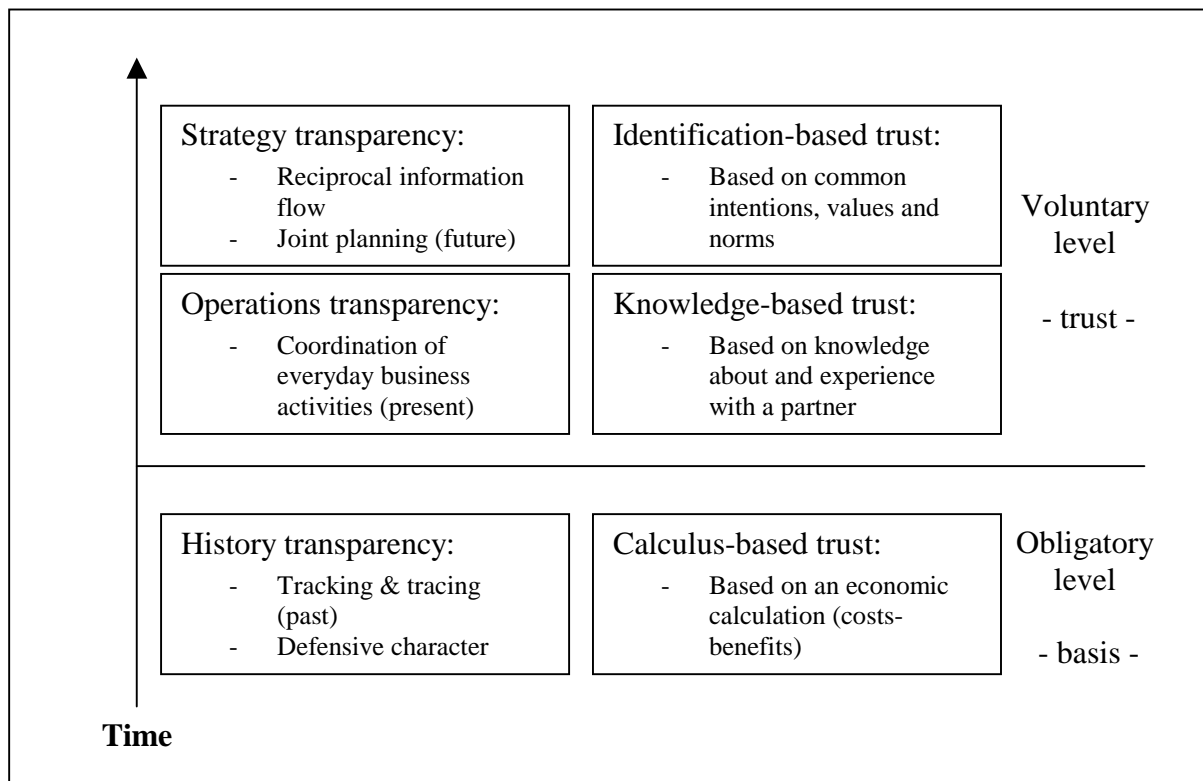 Strategy transparency:
- Reciprocal information
flow
- Joint planning (future)
Identification-based trust:
- Based on common
intentions, values and
norms
Voluntary
level
- trust -
Operations transparency:
- Coordination of
everyday business
activities (present)
Knowledge-based trust:
- Based on knowledge
about and experience
with a partner
History transparency:
- Tracking & tracing
(past)
- Defensive character
Calculus-based trust:
- Based on an economic
calculation (costs-
benefits)
Obligatory
level
- basis -
Time